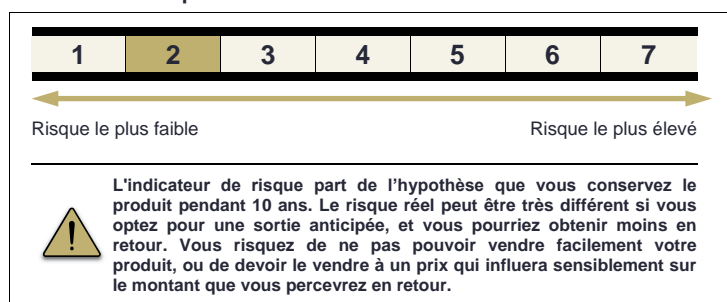 1 2 3 4 5 6 7
Risque le plus faible Risque le plus élevé
L'indicateur de risque part de l’hypothèse que vous conservez le
produit pendant 10 ans. Le risque réel peut être très différent si vous
optez pour une sortie anticipée, et vous pourriez obtenir moins en
retour. Vous risquez de ne pas pouvoir vendre facilement votre
produit, ou de devoir le vendre à un prix qui influera sensiblement sur
le montant que vous percevrez en retour.